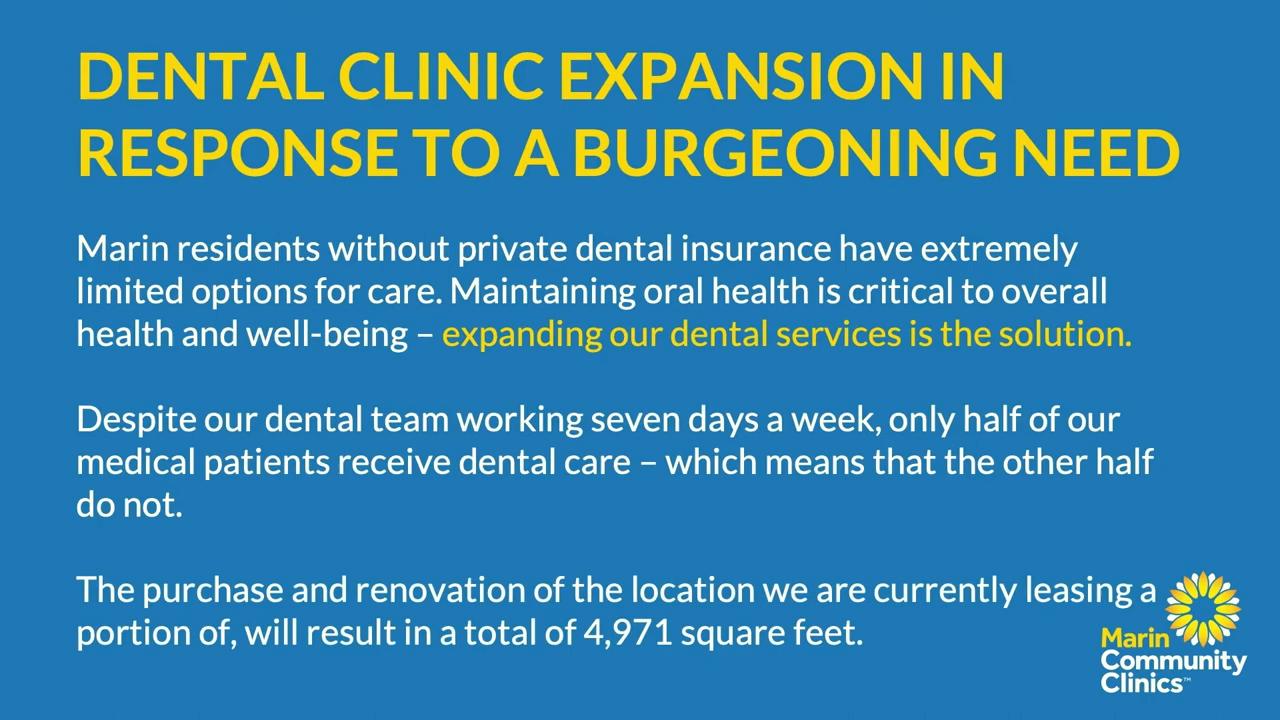 DENTAL CLINIC EXPANSION IN
RESPONSE TO A BURGEONING NEED
Marin residents without private dental insurance have extremely
limited options for care. Maintaining oral health is critical to overall
health and well-being – expanding our dental services is the solution.
Despite our dental team working seven days a week, only half of our
medical patients receive dental care – which means that the other half
do not.
The purchase and renovation of the location we are currently leasing a
portion of, will result in a total of 4,971 square feet.
Marin
Community
Clinics™